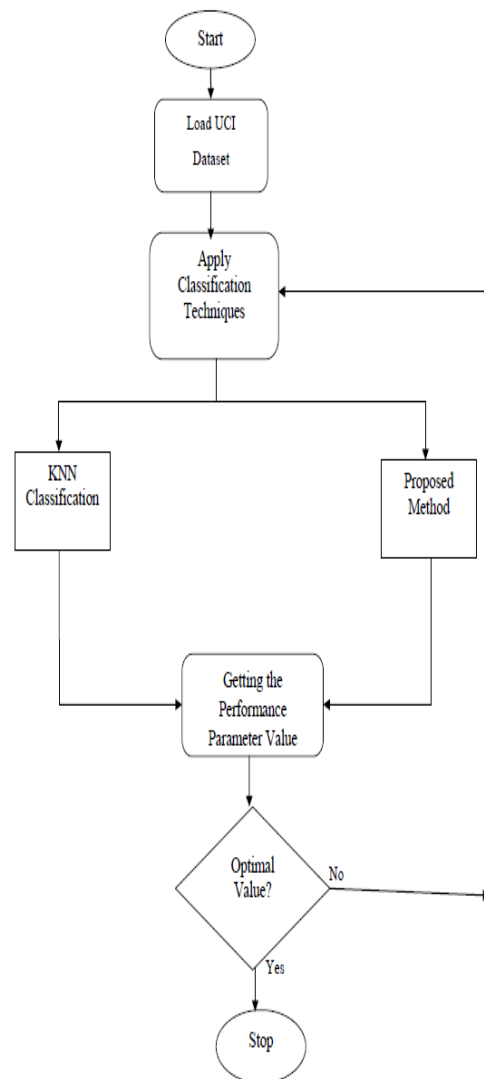 Start
Load UCI
Dataset
Apply
Classification
Techniques
KNN
Classification
Proposed
Method
Getting the
Performance
Parameter Value
Optimal
Value?
No
Yes
Stop